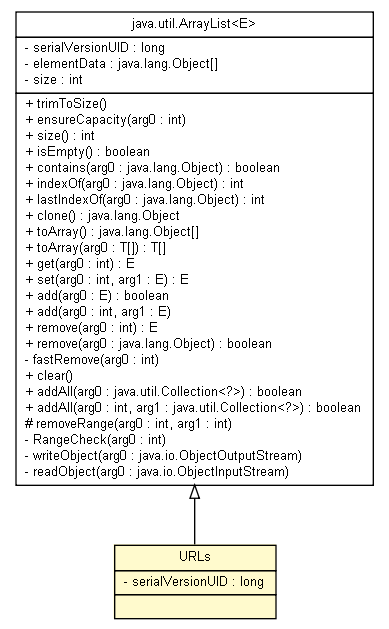 java.util.ArrayList<E>
- serialVersionUID : long
- elementData : java.lang.Object[]
- size : int
+ trimToSize()
+ ensureCapacity(arg0 : int)
+ size() : int
+ isEmpty() : boolean
+ contains(arg0 : java.lang.Object) : boolean
+ indexOf(arg0 : java.lang.Object) : int
+ lastIndexOf(arg0 : java.lang.Object) : int
+ clone() : java.lang.Object
+ toArray() : java.lang.Object[]
+ toArray(arg0 : T[]) : T[]
+ get(arg0 : int) : E
+ set(arg0 : int, arg1 : E) : E
+ add(arg0 : E) : boolean
+ add(arg0 : int, arg1 : E)
+ remove(arg0 : int) : E
+ remove(arg0 : java.lang.Object) : boolean
- fastRemove(arg0 : int)
+ clear()
+ addAll(arg0 : java.util.Collection<?>) : boolean
+ addAll(arg0 : int, arg1 : java.util.Collection<?>) : boolean
# removeRange(arg0 : int, arg1 : int)
- RangeCheck(arg0 : int)
- writeObject(arg0 : java.io.ObjectOutputStream)
- readObject(arg0 : java.io.ObjectInputStream)
URLs
- serialVersionUID : long